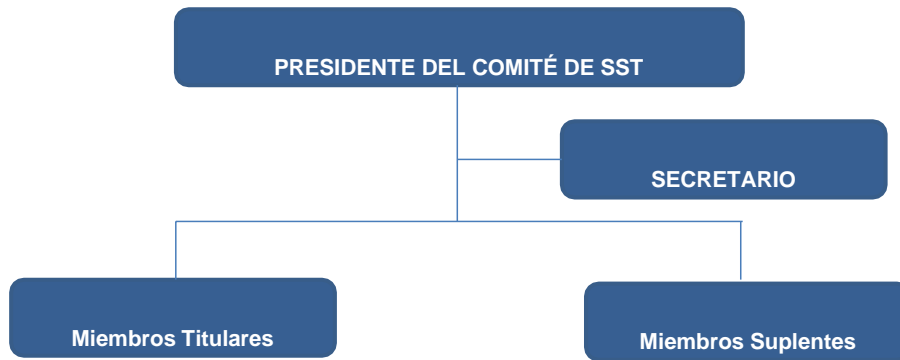 PRESIDENTE DEL COMITÉ DE SST
SECRETARIO
Miembros Titulares
Miembros Suplentes